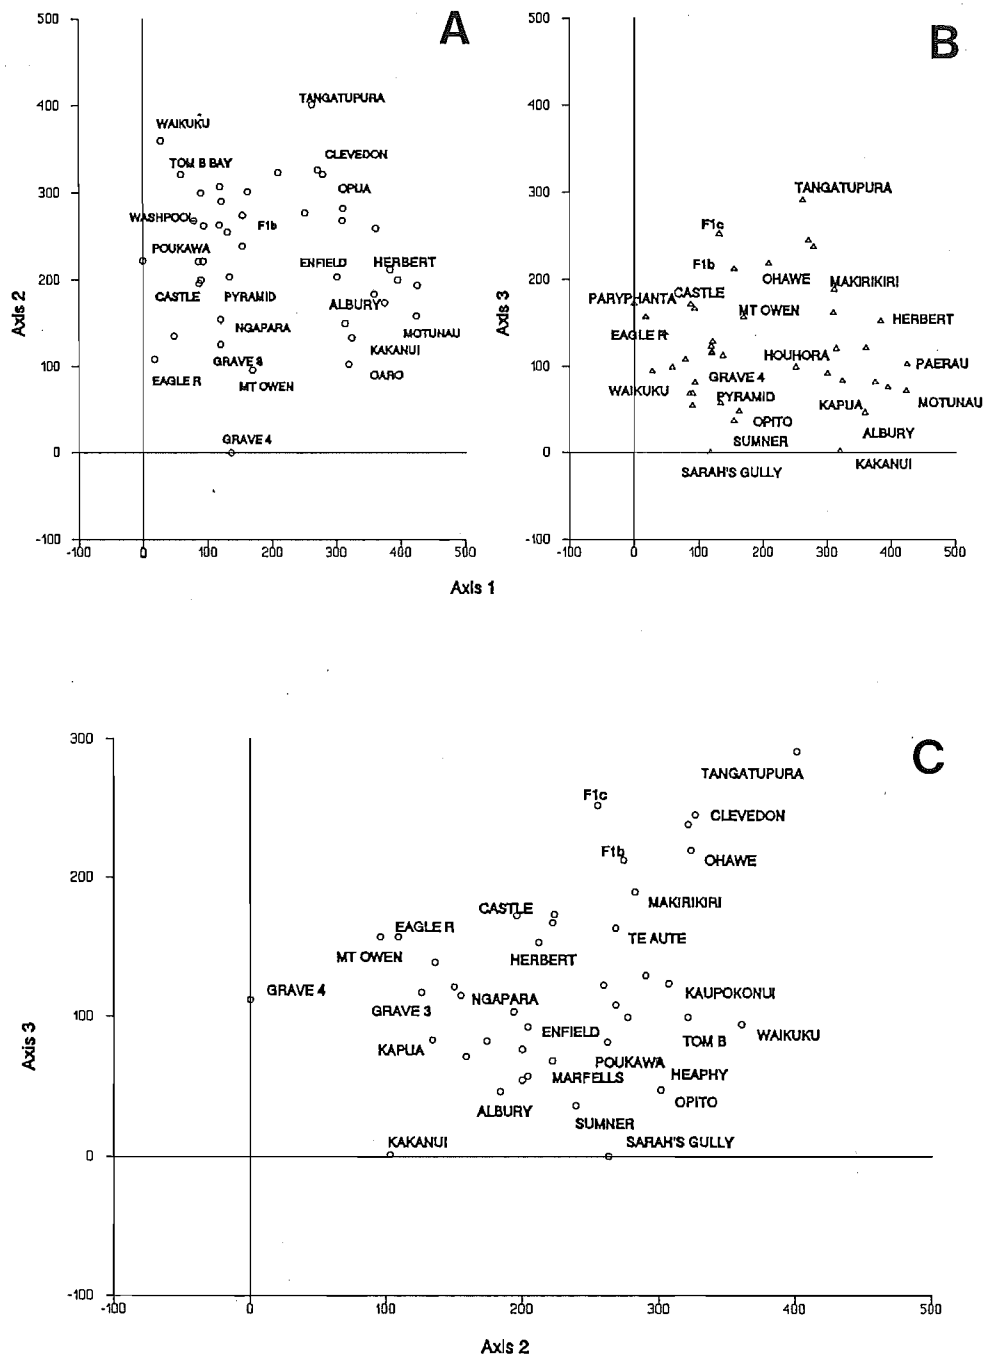 A
500
400
300
200
100
0
-100
Axis 2
TANGATUPURA
WAIKUKU
CLEVEDON
TOM B BAY
OPUA
WASHPOOL
F1b
POUKAWA
ENFIELD
HERBERT
CASTLE
PYRAMID
ALBURY
NGAPARA
MOTUNAU
KAKANUI
GRAVE 3
EAGLE R
MT OWEN
OARO
GRAVE 4
-100 0 100 200 300 400 500
B
500
400
300
200
100
0
-100
Axis 3
TANGATUPURA
F1c
F1b
OHAWE
MAKIRIKIRI
PARYPHANTA
CASTLE
MT OWEN
HERBERT
EAGLE R
HOUHORA
PAERAU
GRAVE 4
WAIKUKU
PYRAMID
KAPUA
MOTUNAU
OPITO
ALBURY
SUMNER
KAKANUI
SARAH'S GULLY
-100 0 100 200 300 400 500
Axis 1
C
300
200
100
0
-100
Axis 3
TANGATUPURA
F1c
CLEVEDON
F1b
OHAWE
MAKIRIKIRI
CASTLE
EAGLE R
TE AUTE
MT OWEN
HERBERT
GRAVE 4
KAUPOKONUI
NGAPARA
GRAVE 3
ENFIELD
WAIKUKU
TOM B
KAPUA
POUKAWA
HEAPHY
MARFELLS
OPITO
ALBURY
SUMNER
KAKANUI
SARAH'S GULLY
-100 0 100 200 300 400 500
Axis 2